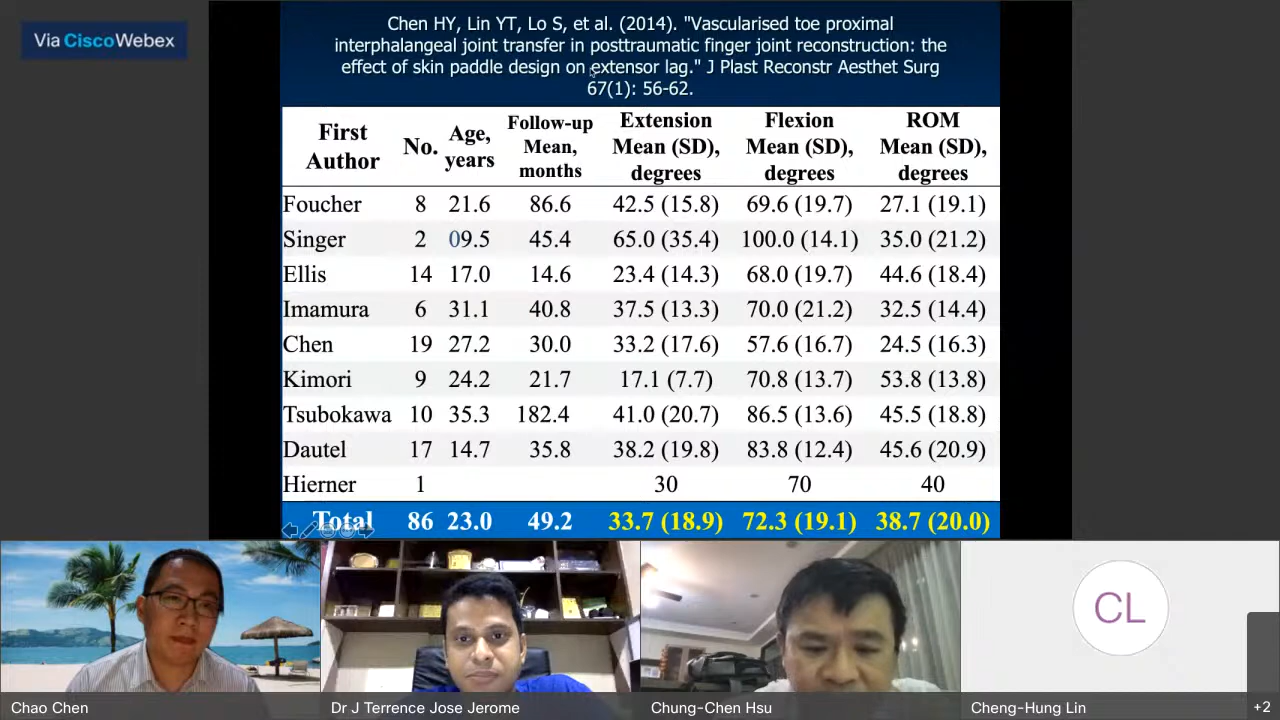 Via Cisco Webex
Chen HY, Lin YT, Lo S, et al. (2014). "Vascularised toe proximal
interphalangeal joint transfer in posttraumatic finger joint reconstruction: the
effect of skin paddle design on extensor lag." J Plast Reconstr Aesthet Surg
67(1): 56-62.
First Author No. Age, years Follow-up Mean, months Extension Mean (SD), degrees Flexion Mean (SD), degrees ROM Mean (SD), degrees
Foucher 8 21.6 86.6 42.5 (15.8) 69.6 (19.7) 27.1 (19.1)
Singer 2 09.5 45.4 65.0 (35.4) 100.0 (14.1) 35.0 (21.2)
Ellis 14 17.0 14.6 23.4 (14.3) 68.0 (19.7) 44.6 (18.4)
Imamura 6 31.1 40.8 37.5 (13.3) 70.0 (21.2) 32.5 (14.4)
Chen 19 27.2 30.0 33.2 (17.6) 57.6 (16.7) 24.5 (16.3)
Kimori 9 24.2 21.7 17.1 (7.7) 70.8 (13.7) 53.8 (13.8)
Tsubokawa 10 35.3 182.4 41.0 (20.7) 86.5 (13.6) 45.5 (18.8)
Dautel 17 14.7 35.8 38.2 (19.8) 83.8 (12.4) 45.6 (20.9)
Hierner 1 30 70 40
Total 86 23.0 49.2 33.7 (18.9) 72.3 (19.1) 38.7 (20.0)
CL
Chao Chen
Dr J Terrence Jose Jerome
Chung-Chen Hsu
Cheng-Hung Lin
+2